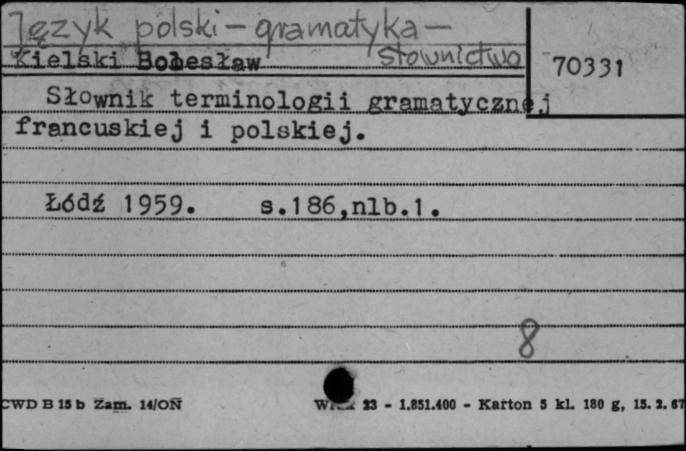 Język polski - gramatyka -
słownictwo
Kielski Bolesław
70331
Słownik terminologii gramatycznej
francuskiej i polskiej.
Łódź 1959. s.186,nlb.1.
8
CWD B 15 b Zam. 14/ON 23 - 1.851.400 - Karton 5 kl. 180 g, 15. 2. 67